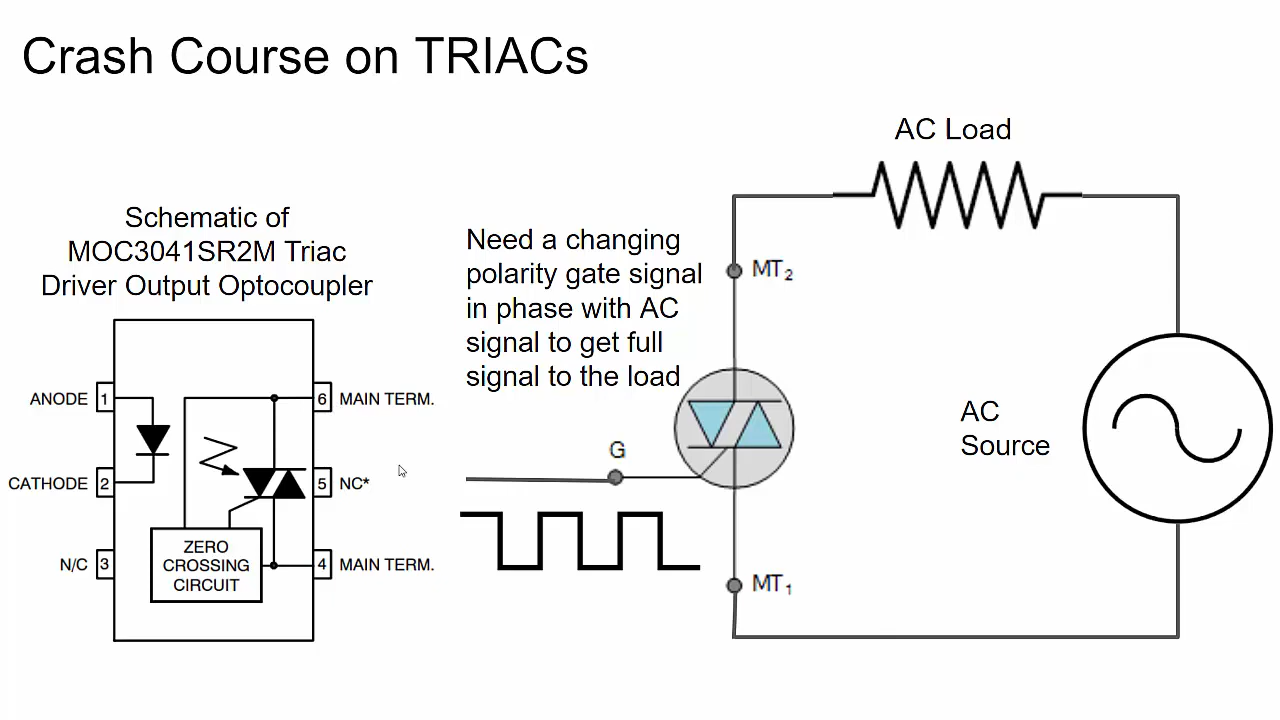 Crash Course on TRIACs
AC Load
Schematic of
MOC3041SR2M Triac
Driver Output Optocoupler
Need a changing
polarity gate signal
in phase with AC
signal to get full
signal to the load
MT2
ANODE 1
6 MAIN TERM.
CATHODE 2
5 NC*
N/C 3
4 MAIN TERM.
ZERO
CROSSING
CIRCUIT
G
AC
Source
MT1